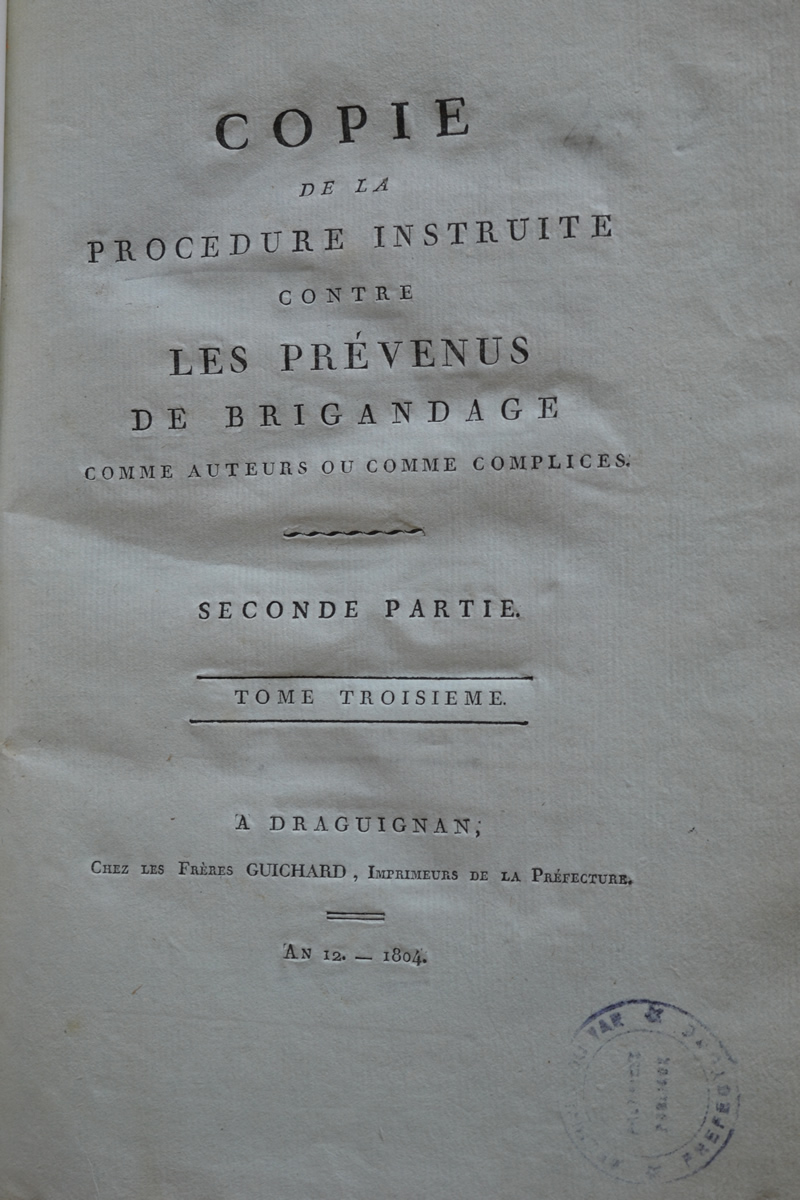 COPIE
DE LA
PROCEDURE INSTRUITE
CONTRE
LES PRÉVENUS
DE BRIGANDAGE
COMME AUTEURS OU COMME COMPLICES.
SECONDE PARTIE.
TOME TROISIEME.
A DRAGUIGNAN,
CHEZ LES FRÈRES GUICHARD, IMPRIMEURS DE LA PRÉFECTURE.
AN 12. — 1804.
VAR